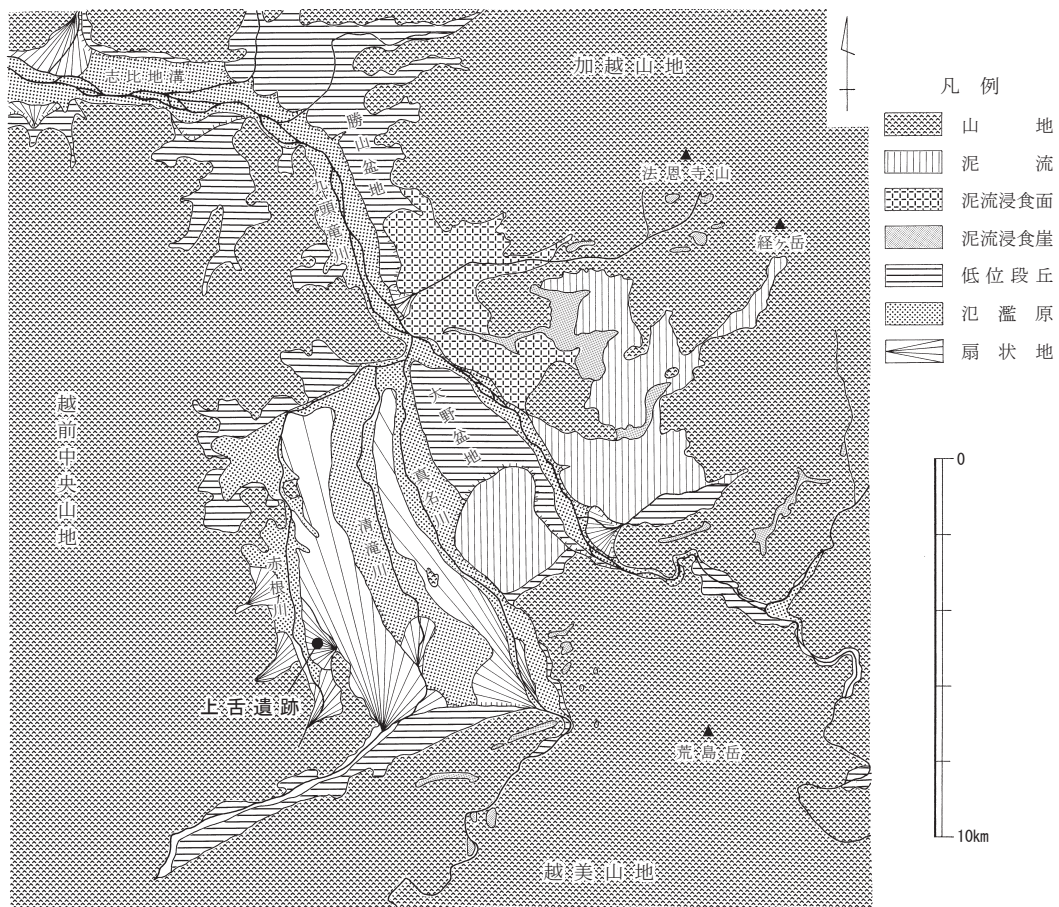 志比地溝
加越山地
勝山盆地
九頭竜川
法恩寺山
経ヶ岳
越前中央山地
大野盆地
真名川
清滝川
赤根川
上舌遺跡
荒島岳
越美山地
凡例
山地
泥流
泥流浸食面
泥流浸食崖
低位段丘
氾濫原
扇状地
0
10km